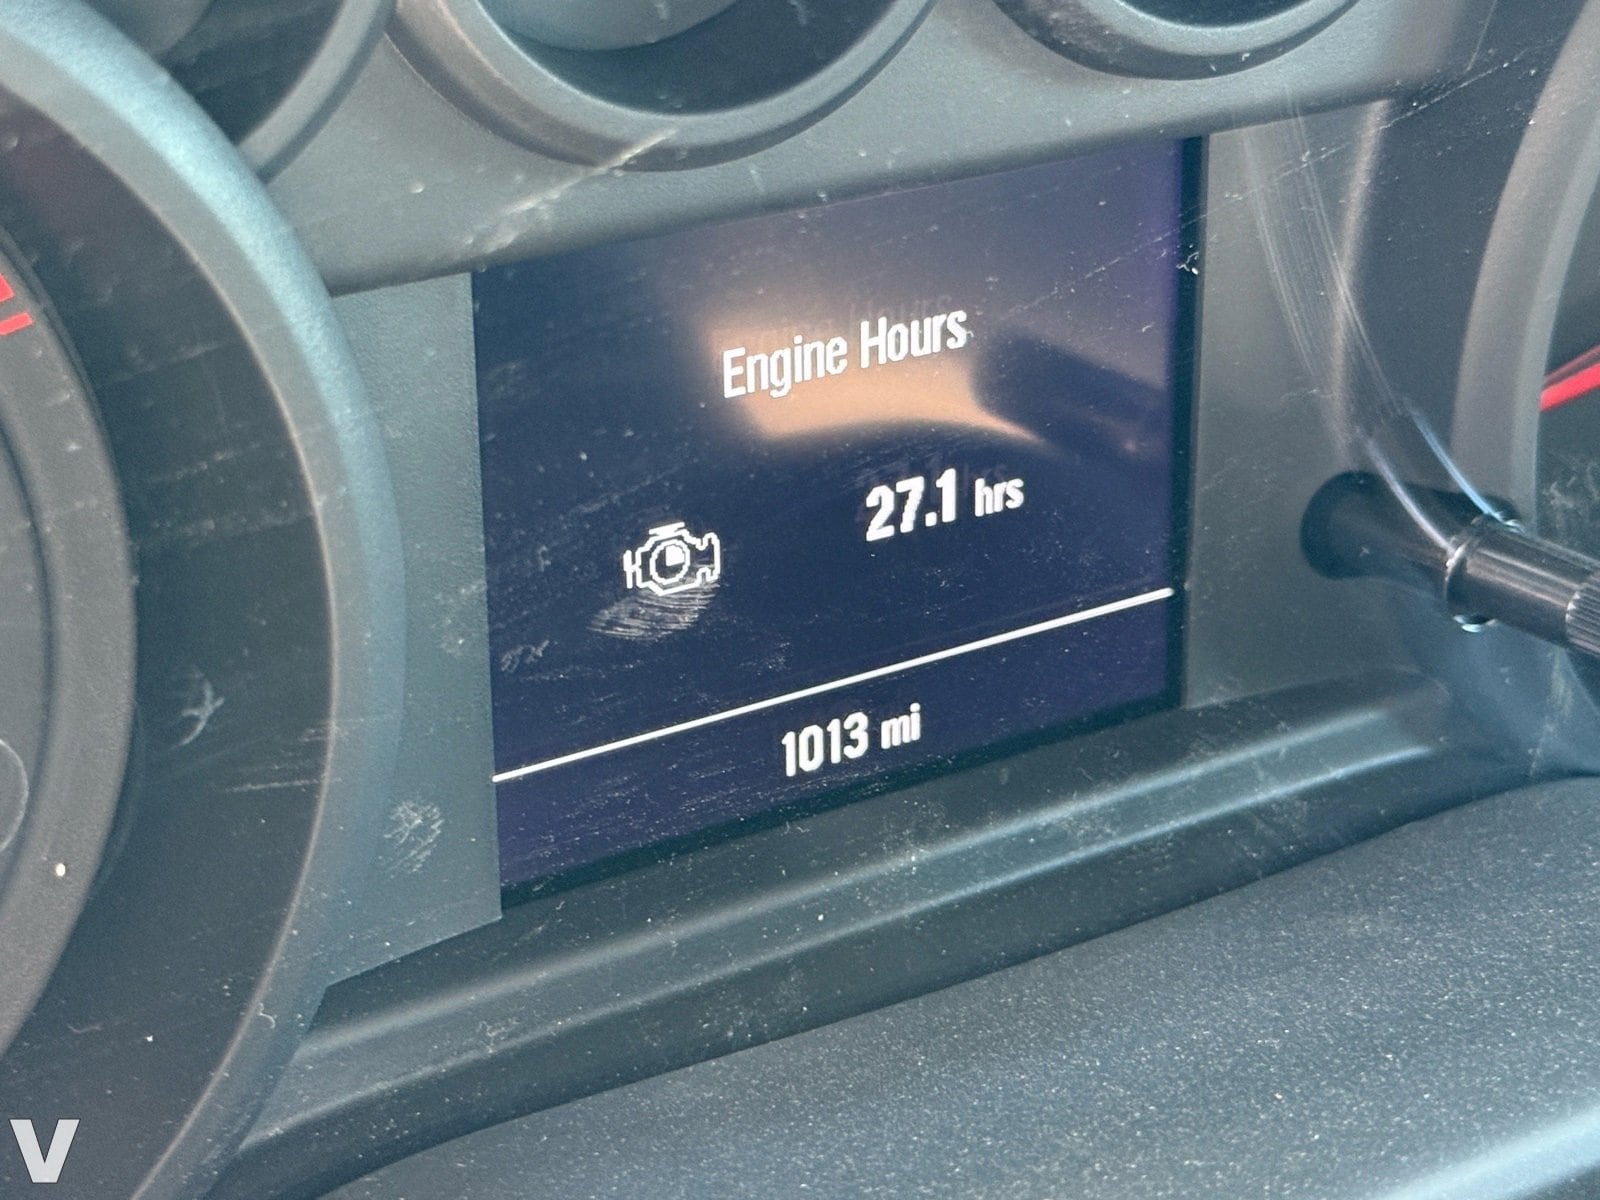 Engine Hours
27.1 hrs
1013 mi
V